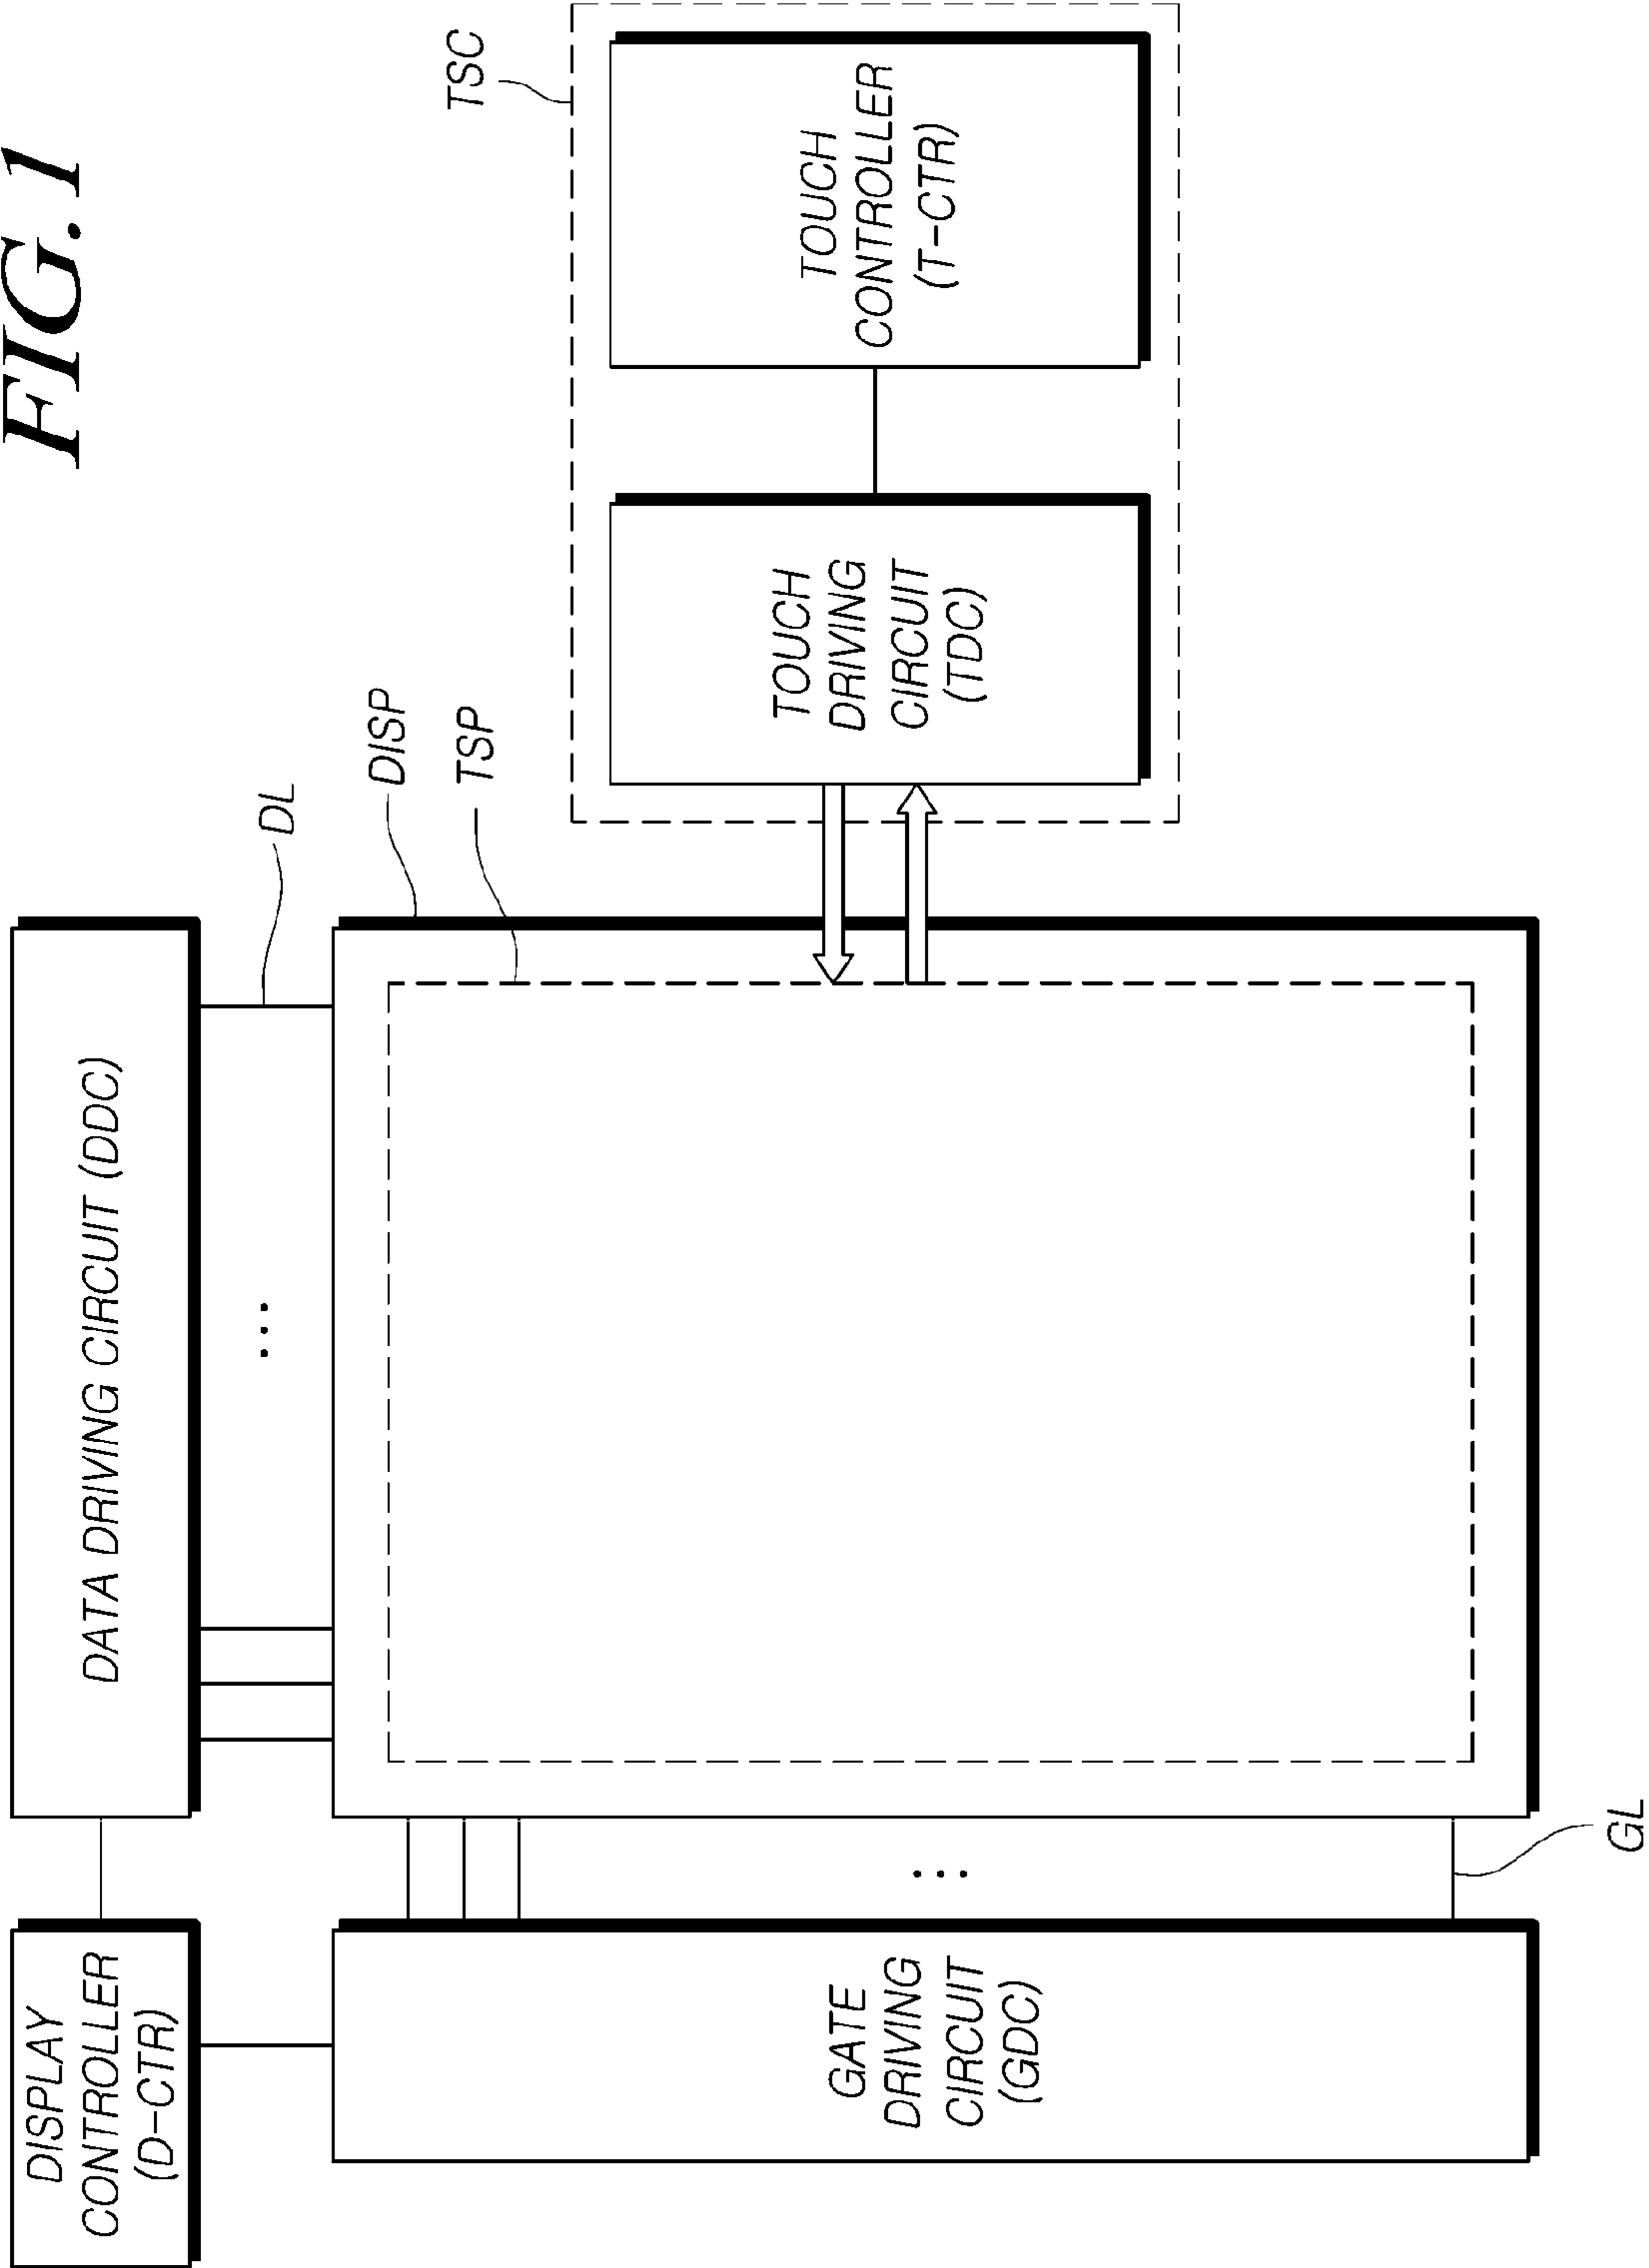 FIG. 1
DISPLAY
CONTROLLER
(D-CTR)
DATA DRIVING CIRCUIT (DDC)
DL
DISP
TSP
TSC
GATE
DRIVING
CIRCUIT
(GDC)
TOUCH
DRIVING
CIRCUIT
(TDC)
TOUCH
CONTROLLER
(T-CTR)
GL